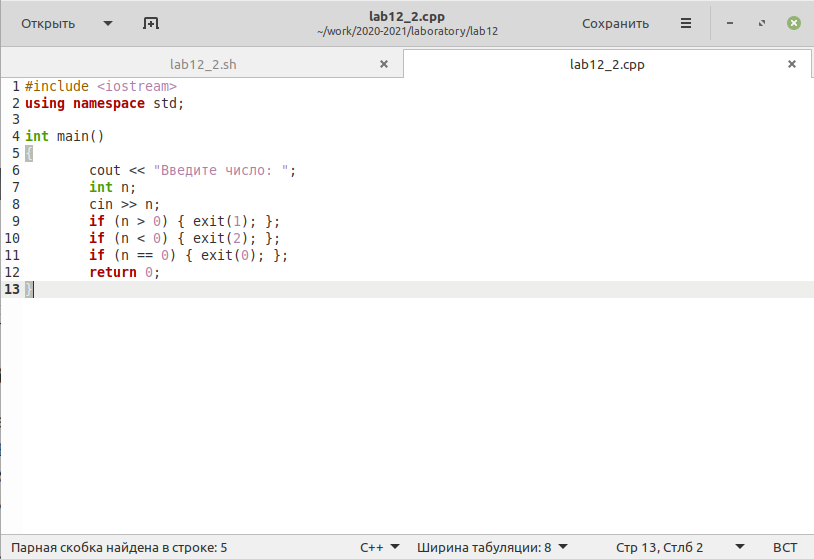 Открыть
lab12_2.cpp
~/work/2020-2021/laboratory/lab12
Сохранить
lab12_2.sh
lab12_2.cpp
1 #include <iostream>
2 using namespace std;
3
4 int main()
5 {
6 cout << "Введите число: ";
7 int n;
8 cin >> n;
9 if (n > 0) { exit(1); };
10 if (n < 0) { exit(2); };
11 if (n == 0) { exit(0); };
12 return 0;
13 }
Парная скобка найдена в строке: 5
C++
Ширина табуляции: 8
Стр 13, Стлб 2
ВСТ